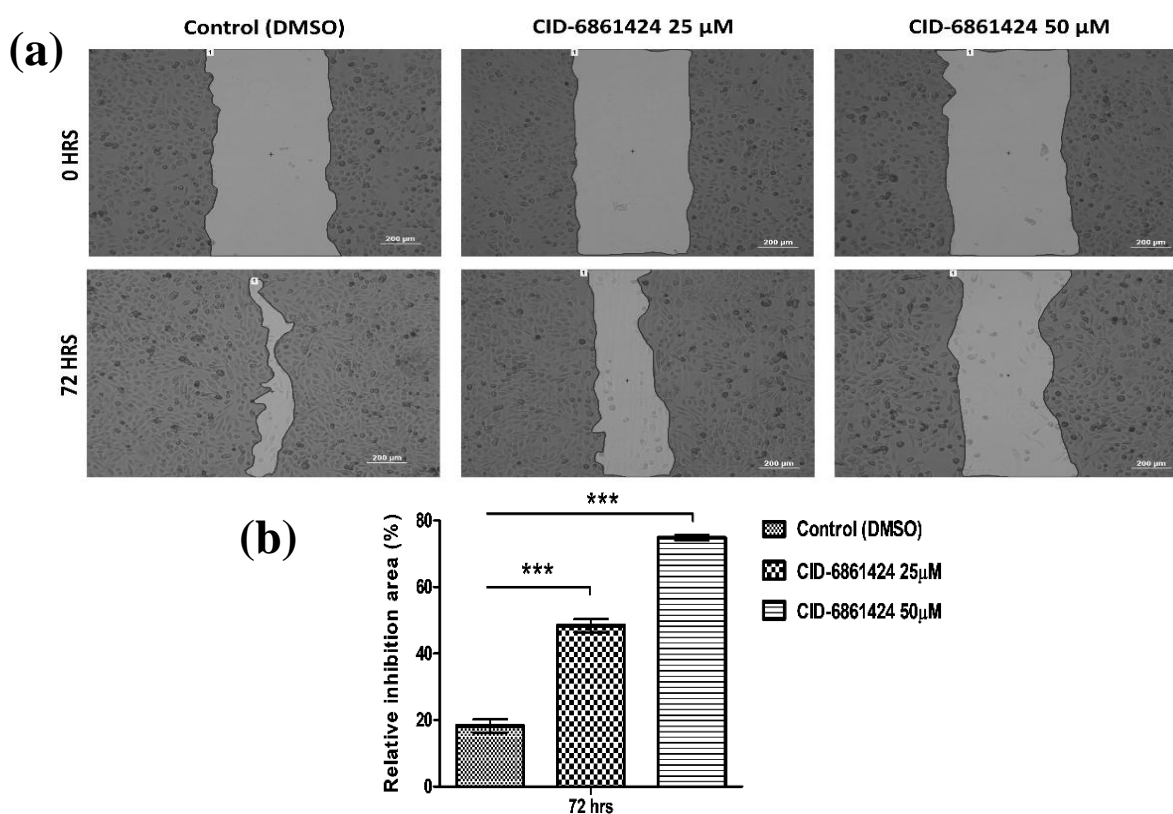 (a)
Control (DMSO)
CID-6861424 25 μM
CID-6861424 50 μM
0 HRS
1
200 μm
1
200 μm
1
200 μm
72 HRS
1
200 μm
1
200 μm
1
200 μm
(b)
Relative inhibition area (%)
80
60
40
20
0
***
***
72 hrs
Control (DMSO)
CID-6861424 25μM
CID-6861424 50μM